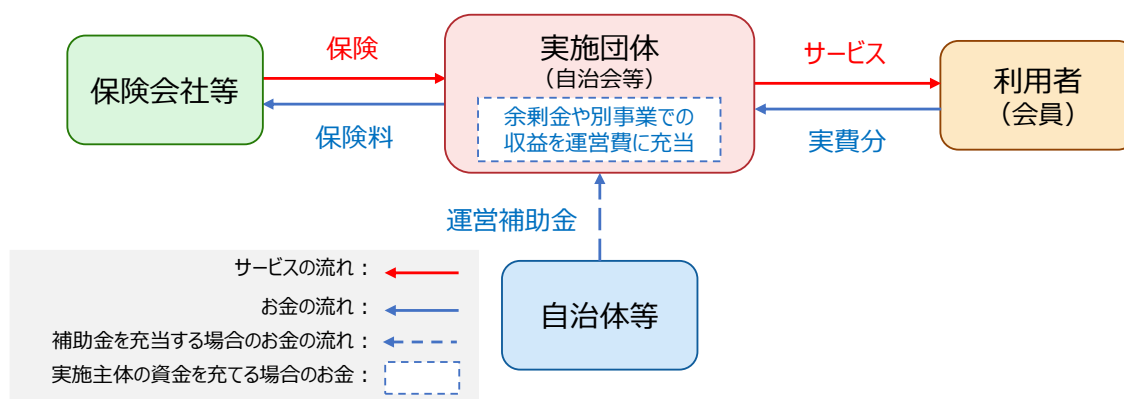 保険会社等
保険
保険料
実施団体
（自治会等）
余剰金や別事業での
収益を運営費に充当
サービス
実費分
利用者
（会員）
運営補助金
自治体等
サービスの流れ：
お金の流れ：
補助金を充当する場合のお金の流れ：
実施主体の資金を充てる場合のお金：